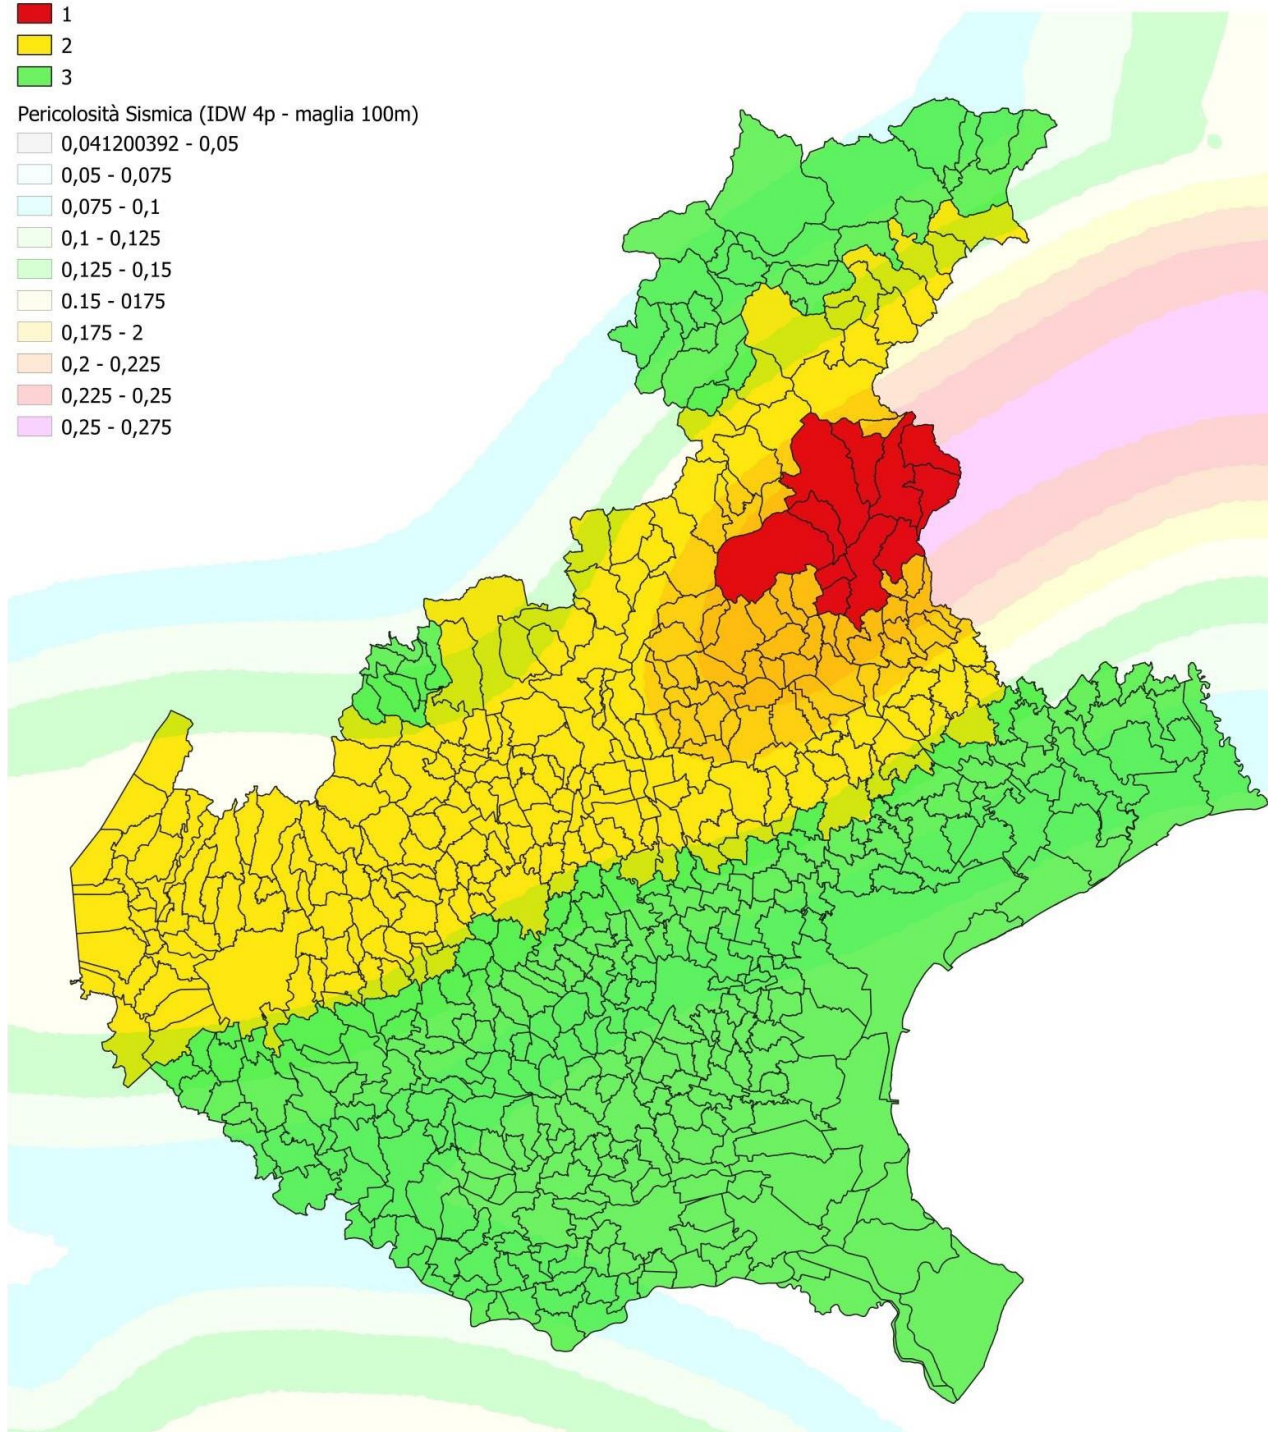 1
2
3
Pericolosità Sismica (IDW 4p - maglia 100m)
0,041200392 - 0,05
0,05 - 0,075
0,075 - 0,1
0,1 - 0,125
0,125 - 0,15
0.15 - 0175
0,175 - 2
0,2 - 0,225
0,225 - 0,25
0,25 - 0,275